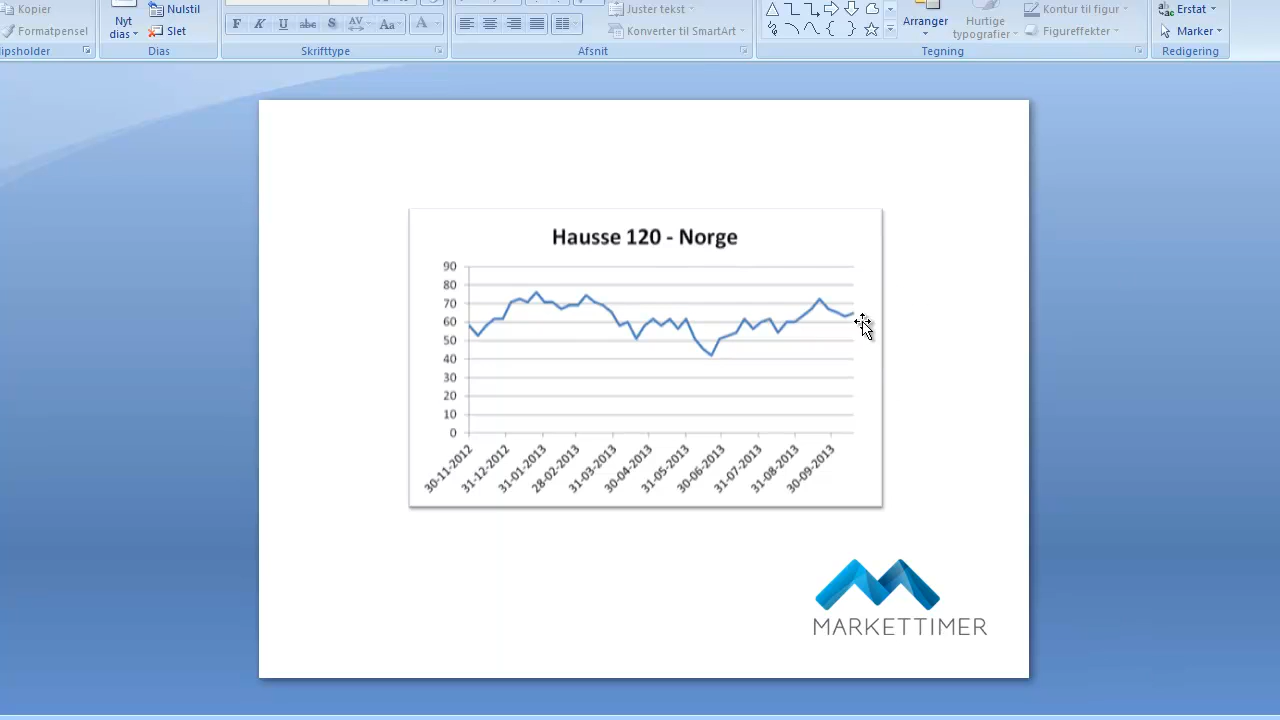 Kopier
Nulstil
Juster tekst
Kontur til figur
Erstat
Formatpensel
Nyt
dias
Slet
F K U abc S AV Aa A
Konverter til SmartArt
Arranger
Hurtige
typografier
Figureffekter
Marker
Dias
Skrifttype
Afsnit
Tegning
Redigering
Hausse 120 - Norge
90
80
70
60
50
40
30
20
10
0
30-11-2012
31-12-2012
31-01-2013
28-02-2013
31-03-2013
30-04-2013
31-05-2013
30-06-2013
31-07-2013
31-08-2013
30-09-2013
MARKETTIMER